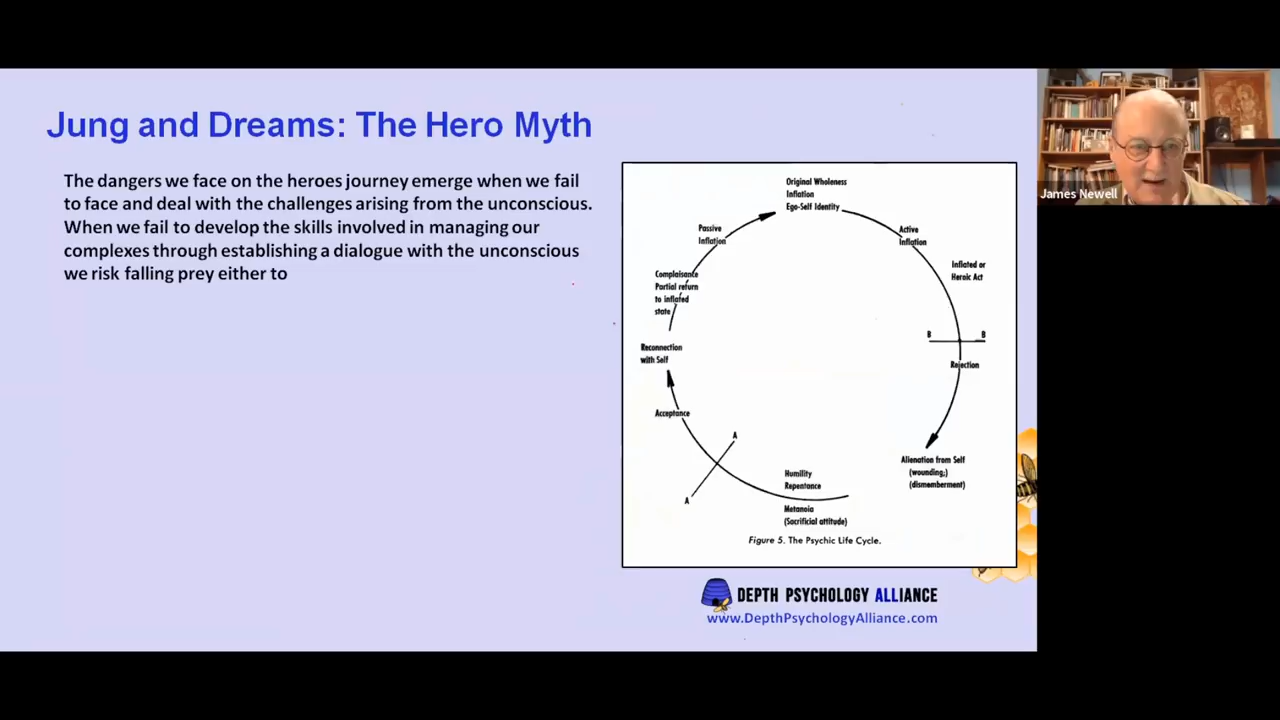 Jung and Dreams: The Hero Myth
The dangers we face on the heroes journey emerge when we fail
to face and deal with the challenges arising from the unconscious.
When we fail to develop the skills involved in managing our
complexes through establishing a dialogue with the unconscious
we risk falling prey either to
Original Wholeness
Inflation
Ego-Self Identity
Active
Inflation
Inflated or
Heroic Act
B B
Rejection
Alienation from Self
(wounding;)
(dismemberment)
Humility
Repentance
Metanoia
(Sacrificial attitude)
A
A
Acceptance
Reconnection
with Self
Complaisance
Partial return
to inflated
state
Passive
Inflation
Figure 5. The Psychic Life Cycle.
DEPTH PSYCHOLOGY ALLIANCE
www.DepthPsychologyAlliance.com
James Newell